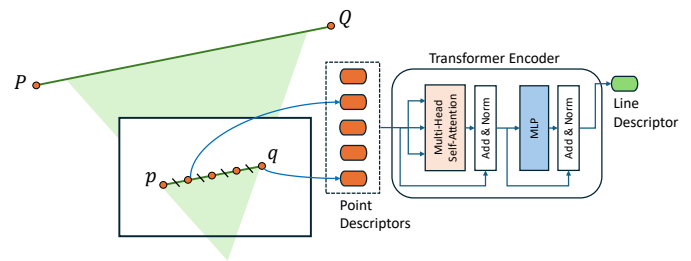 Q
P
Transformer Encoder
Multi-Head
Self-Attention
Add & Norm
MLP
Add & Norm
Line
Descriptor
p
q
Point
Descriptors